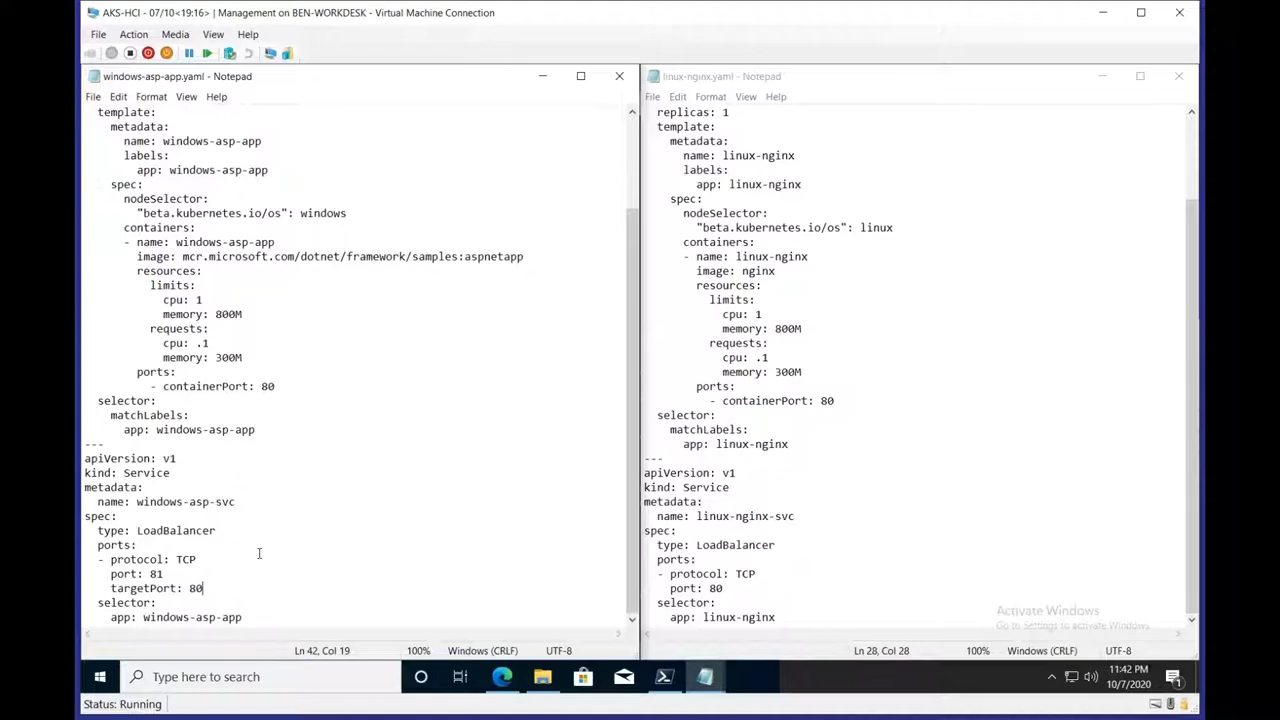 AKS-HCI - 07/10<19:16> | Management on BEN-WORKDESK - Virtual Machine Connection
File Action Media View Help
windows-asp-app.yaml - Notepad
File Edit Format View Help
  template:
    metadata:
      name: windows-asp-app
      labels:
        app: windows-asp-app
    spec:
      nodeSelector:
        "beta.kubernetes.io/os": windows
      containers:
      - name: windows-asp-app
        image: mcr.microsoft.com/dotnet/framework/samples:aspnetapp
        resources:
          limits:
            cpu: 1
            memory: 800M
          requests:
            cpu: .1
            memory: 300M
        ports:
          - containerPort: 80
  selector:
    matchLabels:
      app: windows-asp-app
---
apiVersion: v1
kind: Service
metadata:
  name: windows-asp-svc
spec:
  type: LoadBalancer
  ports:
  - protocol: TCP
    port: 81
    targetPort: 80
  selector:
    app: windows-asp-app
Ln 42, Col 19 100% Windows (CRLF) UTF-8
linux-nginx.yaml - Notepad
File Edit Format View Help
  replicas: 1
  template:
    metadata:
      name: linux-nginx
      labels:
        app: linux-nginx
    spec:
      nodeSelector:
        "beta.kubernetes.io/os": linux
      containers:
      - name: linux-nginx
        image: nginx
        resources:
          limits:
            cpu: 1
            memory: 800M
          requests:
            cpu: .1
            memory: 300M
        ports:
          - containerPort: 80
  selector:
    matchLabels:
      app: linux-nginx
---
apiVersion: v1
kind: Service
metadata:
  name: linux-nginx-svc
spec:
  type: LoadBalancer
  ports:
  - protocol: TCP
    port: 80
  selector:
    app: linux-nginx
Activate Windows
Go to Settings to activate Windows.
Ln 28, Col 28 100% Windows (CRLF) UTF-8
Type here to search
11:42 PM
10/7/2020
1
Status: Running